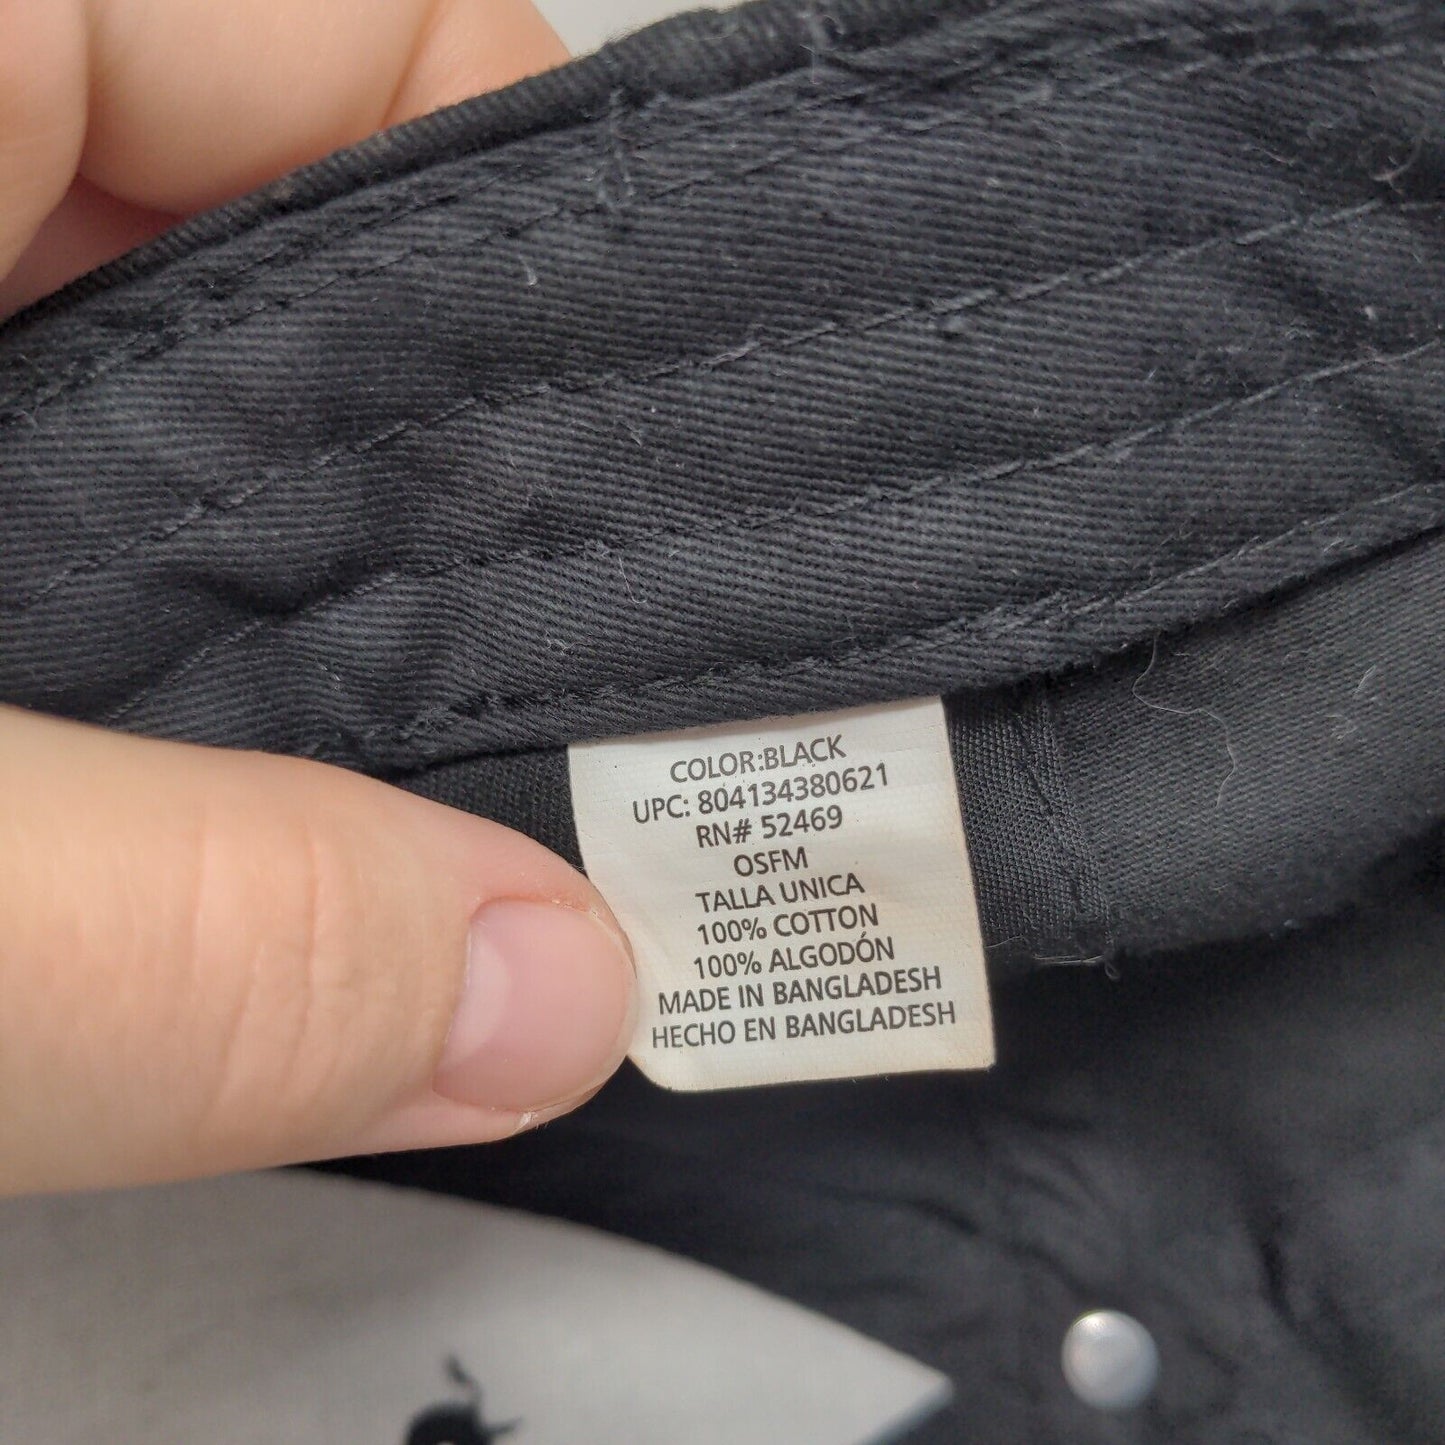 COLOR:BLACK
UPC: 804134380621
RN# 52469
OSFM
TALLA UNICA
100% COTTON
100% ALGODÓN
MADE IN BANGLADESH
HECHO EN BANGLADESH